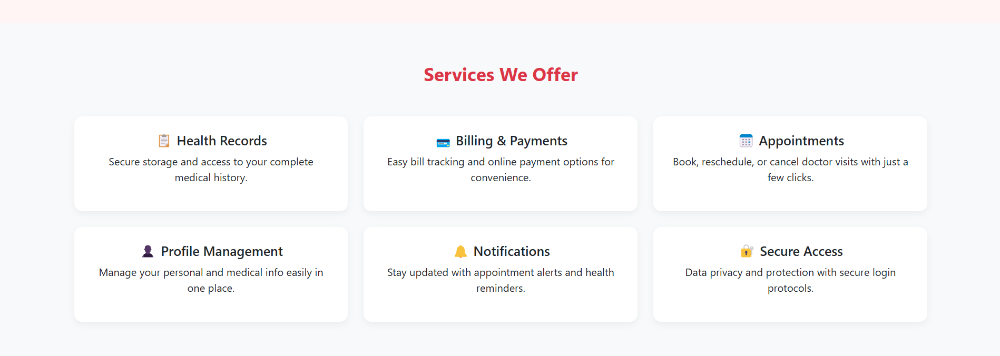 Services We Offer
Health Records
Secure storage and access to your complete
medical history.
Billing & Payments
Easy bill tracking and online payment options for
convenience.
Appointments
Book, reschedule, or cancel doctor visits with just a
few clicks.
Profile Management
Manage your personal and medical info easily in
one place.
Notifications
Stay updated with appointment alerts and health
reminders.
Secure Access
Data privacy and protection with secure login
protocols.